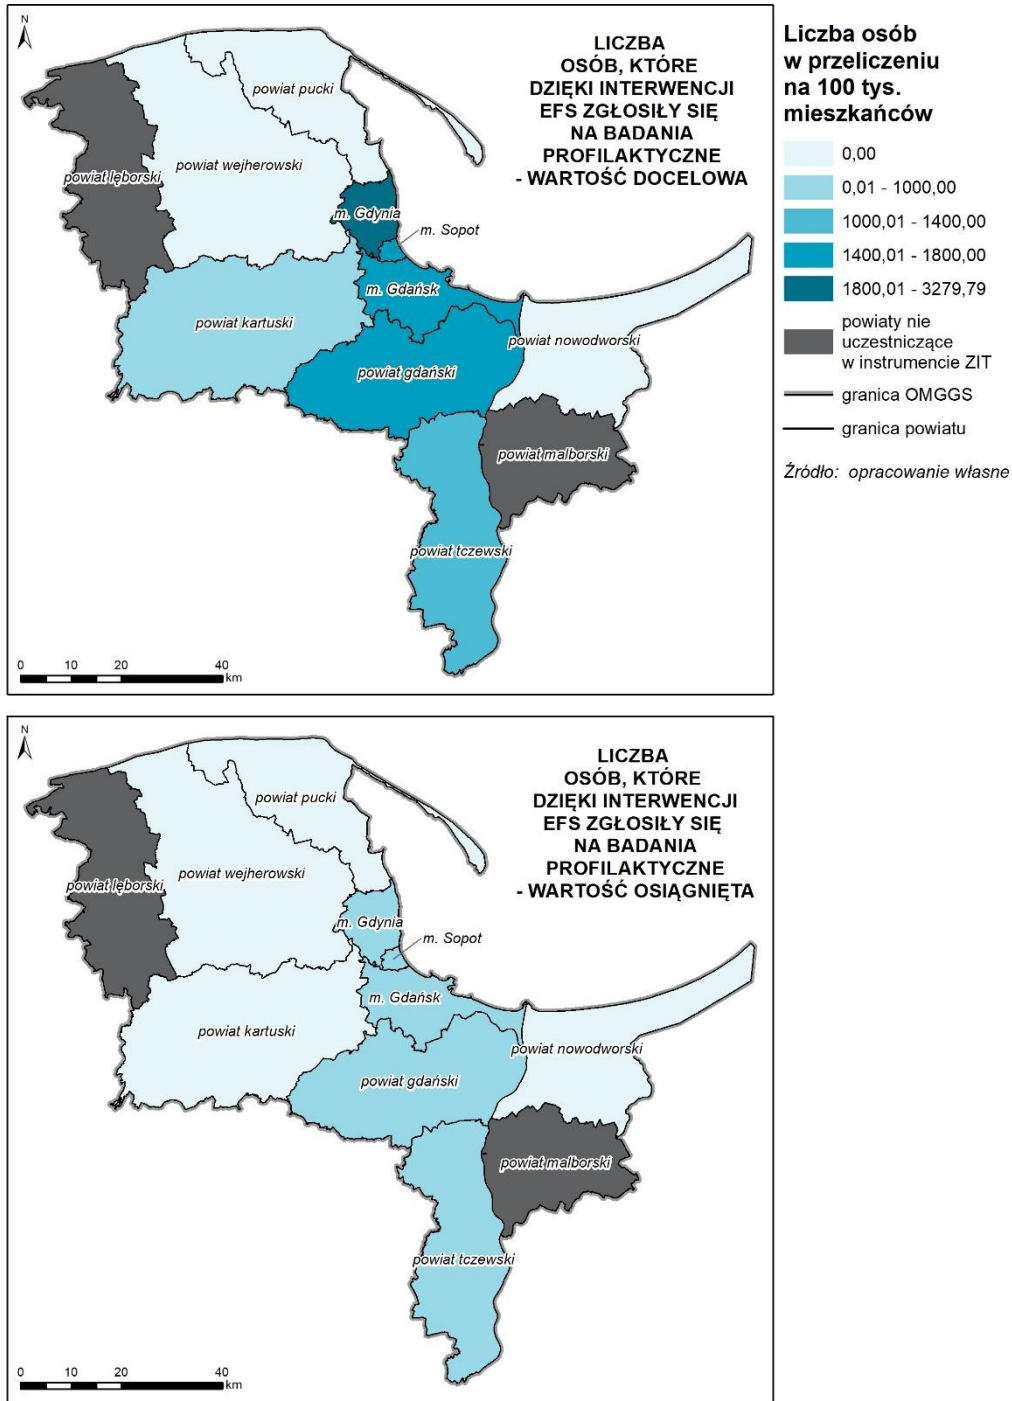 N
LICZBA
OSÓB, KTÓRE
DZIĘKI INTERWENCJI
EFS ZGŁOSIŁY SIĘ
NA BADANIA
PROFILAKTYCZNE
- WARTOŚĆ DOCELOWA
powiat pucki
powiat wejherowski
powiat lęborski
m. Gdynia
m. Sopot
m. Gdańsk
powiat kartuski
powiat nowodworski
powiat gdański
powiat malborski
powiat tczewski
0 10 20 40
km
Liczba osób
w przeliczeniu
na 100 tys.
mieszkańców
0,00
0,01 - 1000,00
1000,01 - 1400,00
1400,01 - 1800,00
1800,01 - 3279,79
powiaty nie
uczestniczące
w instrumencie ZIT
granica OMGGS
granica powiatu
Źródło: opracowanie własne
N
LICZBA
OSÓB, KTÓRE
DZIĘKI INTERWENCJI
EFS ZGŁOSIŁY SIĘ
NA BADANIA
PROFILAKTYCZNE
- WARTOŚĆ OSIĄGNIĘTA
powiat pucki
powiat wejherowski
powiat lęborski
m. Gdynia
m. Sopot
m. Gdańsk
powiat kartuski
powiat nowodworski
powiat gdański
powiat malborski
powiat tczewski
0 10 20 40
km